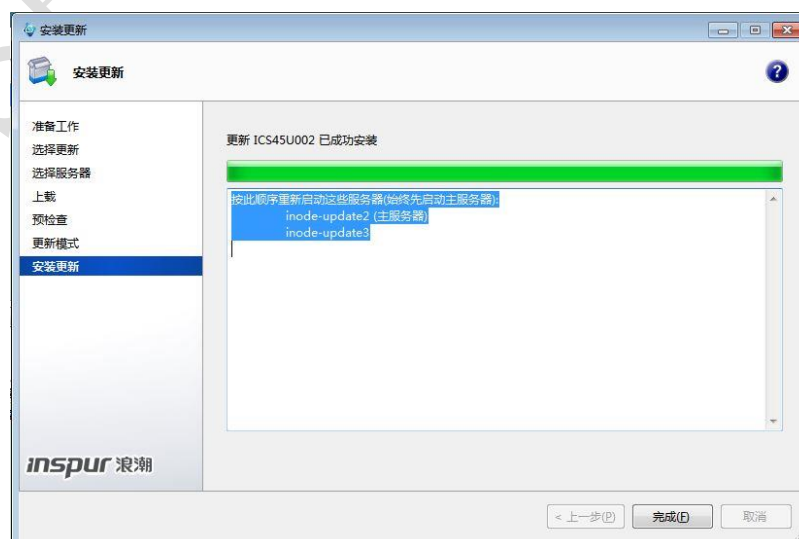 安装更新
安装更新
准备工作
选择更新
选择服务器
上载
预检查
更新模式
安装更新
更新 ICS45U002 已成功安装
按此顺序重新启动这些服务器(始终先启动主服务器):
inode-update2 (主服务器)
inode-update3
inspur 浪潮
< 上一步(P)
完成(F)
取消